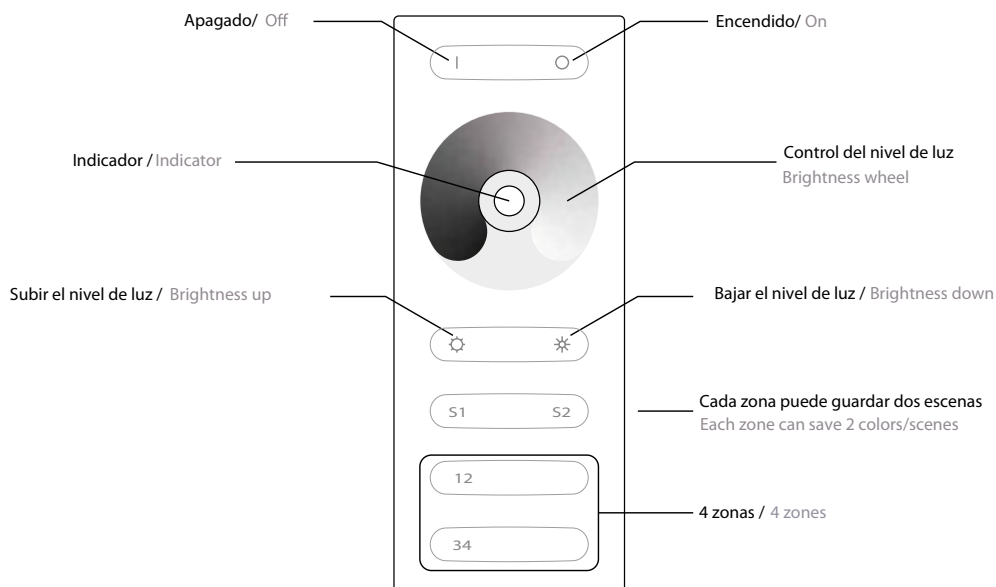 Apagado/ Off
Encendido/ On
Indicador / Indicator
Control del nivel de luz
Brightness wheel
Subir el nivel de luz / Brightness up
Bajar el nivel de luz / Brightness down
S1 S2
Cada zona puede guardar dos escenas
Each zone can save 2 colors/scenes
12
4 zonas / 4 zones
34